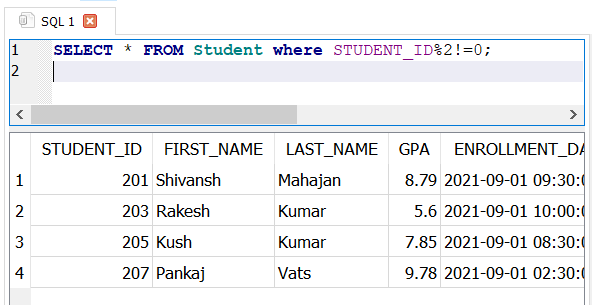 SQL 1
1 SELECT * FROM Student where STUDENT_ID%2!=0;
2
STUDENT_ID FIRST_NAME LAST_NAME GPA ENROLLMENT_DA
1 201 Shivansh Mahajan 8.79 2021-09-01 09:30:0
2 203 Rakesh Kumar 5.6 2021-09-01 10:00:0
3 205 Kush Kumar 7.85 2021-09-01 08:30:0
4 207 Pankaj Vats 9.78 2021-09-01 02:30:0